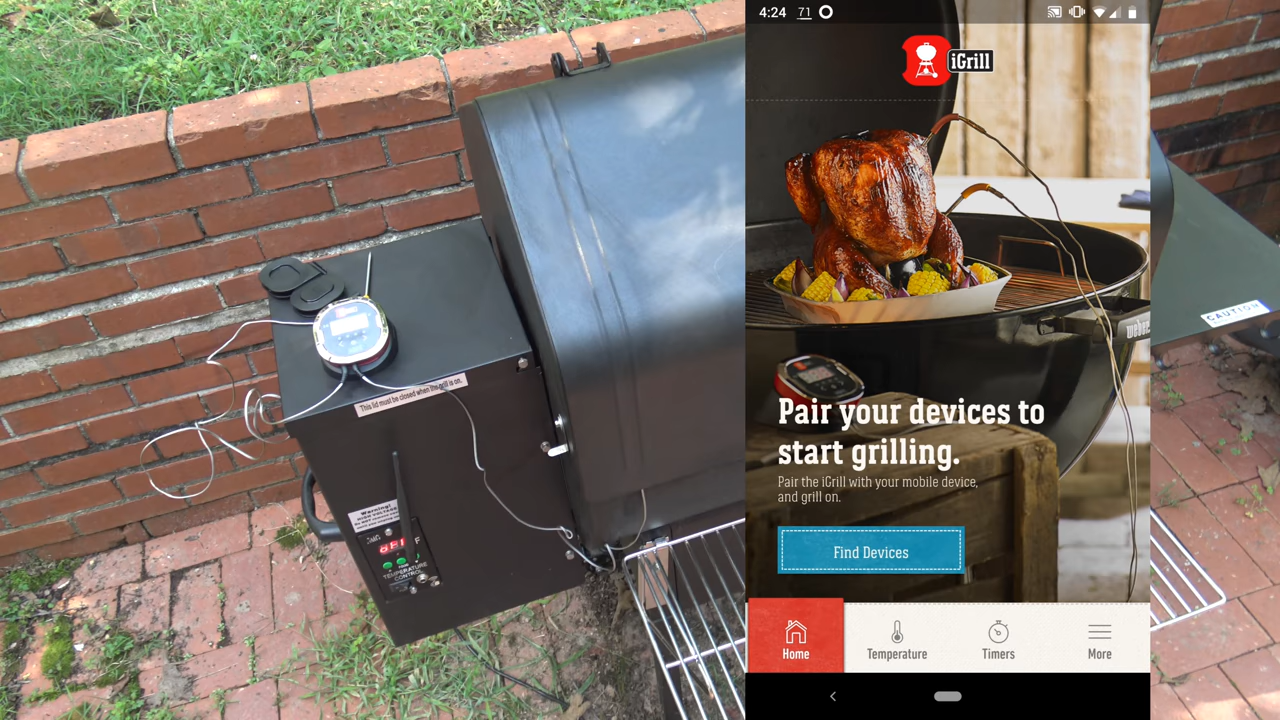 4:24 71
iGrill
weber
Pair your devices to
start grilling.
Pair the iGrill with your mobile device,
and grill on.
Find Devices
Home
Temperature
Timers
More
This lid must be closed when the grill is on.
Warning!
HIGH VOLTAGE
F
TEMPERATURE
CONTROL
CAUTION